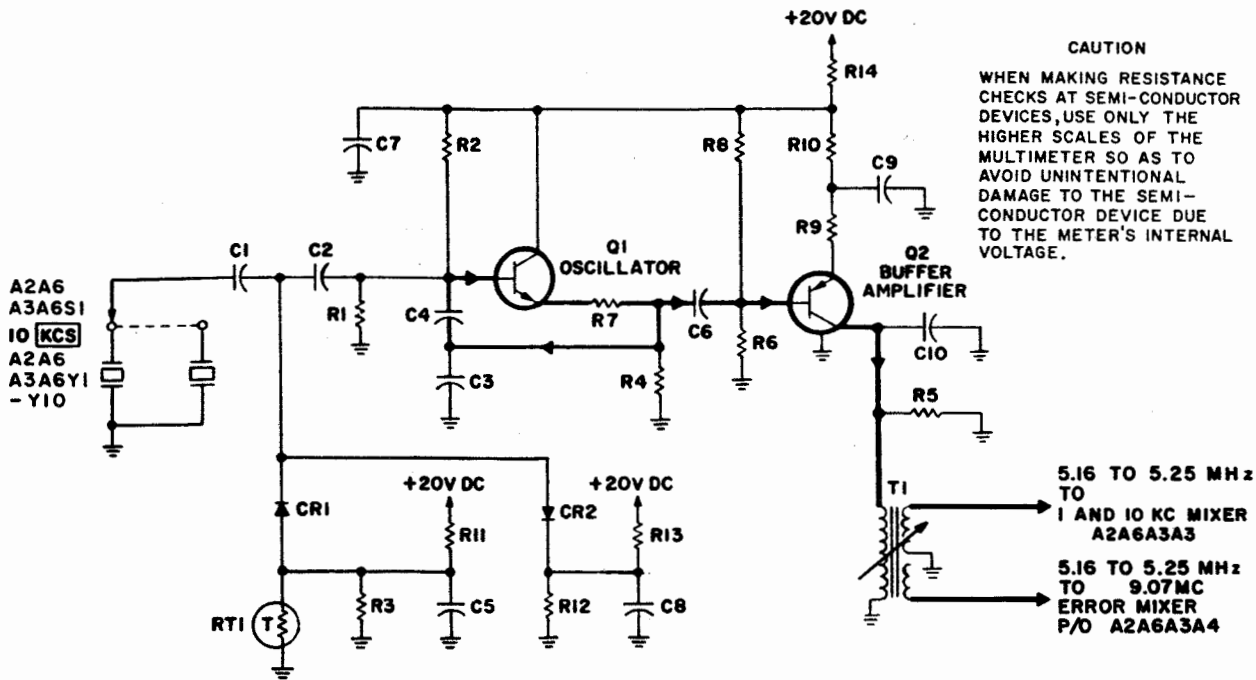 +20V DC
R14
CAUTION
WHEN MAKING RESISTANCE
CHECKS AT SEMI-CONDUCTOR
DEVICES, USE ONLY THE
HIGHER SCALES OF THE
MULTIMETER SO AS TO
AVOID UNINTENTIONAL
DAMAGE TO THE SEMI-
CONDUCTOR DEVICE DUE
TO THE METER'S INTERNAL
VOLTAGE.
C7
R2
R8
R10
C9
R9
C1
C2
Q1
OSCILLATOR
Q2
BUFFER
AMPLIFIER
A2A6
A3A6S1
10 KCS
A2A6
A3A6Y1
-Y10
R1
C4
R7
C6
R6
C10
C3
R4
R5
CR1
+20V DC
R11
CR2
+20V DC
R13
T1
5.16 TO 5.25 MHz
TO
1 AND 10 KC MIXER
A2A6A3A3
R3
C5
R12
C8
RT1
T
5.16 TO 5.25 MHz
TO 9.07MC
ERROR MIXER
P/O A2A6A3A4